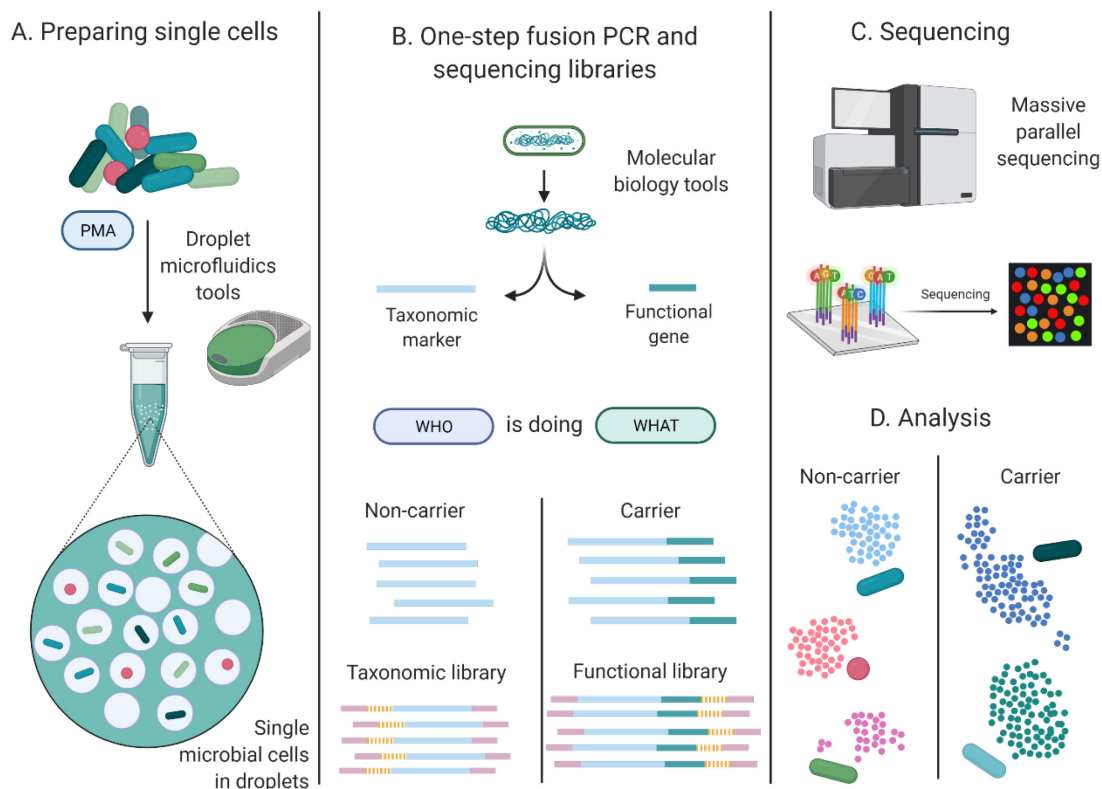 A. Preparing single cells
PMA
Droplet
microfluidics
tools
Single
microbial cells
in droplets
B. One-step fusion PCR and
sequencing libraries
Molecular
biology tools
Taxonomic
marker
Functional
gene
WHO is doing WHAT
Non-carrier
Carrier
Taxonomic library
Functional library
C. Sequencing
Massive
parallel
sequencing
A G T
A T C
G A T
Sequencing
D. Analysis
Non-carrier
Carrier